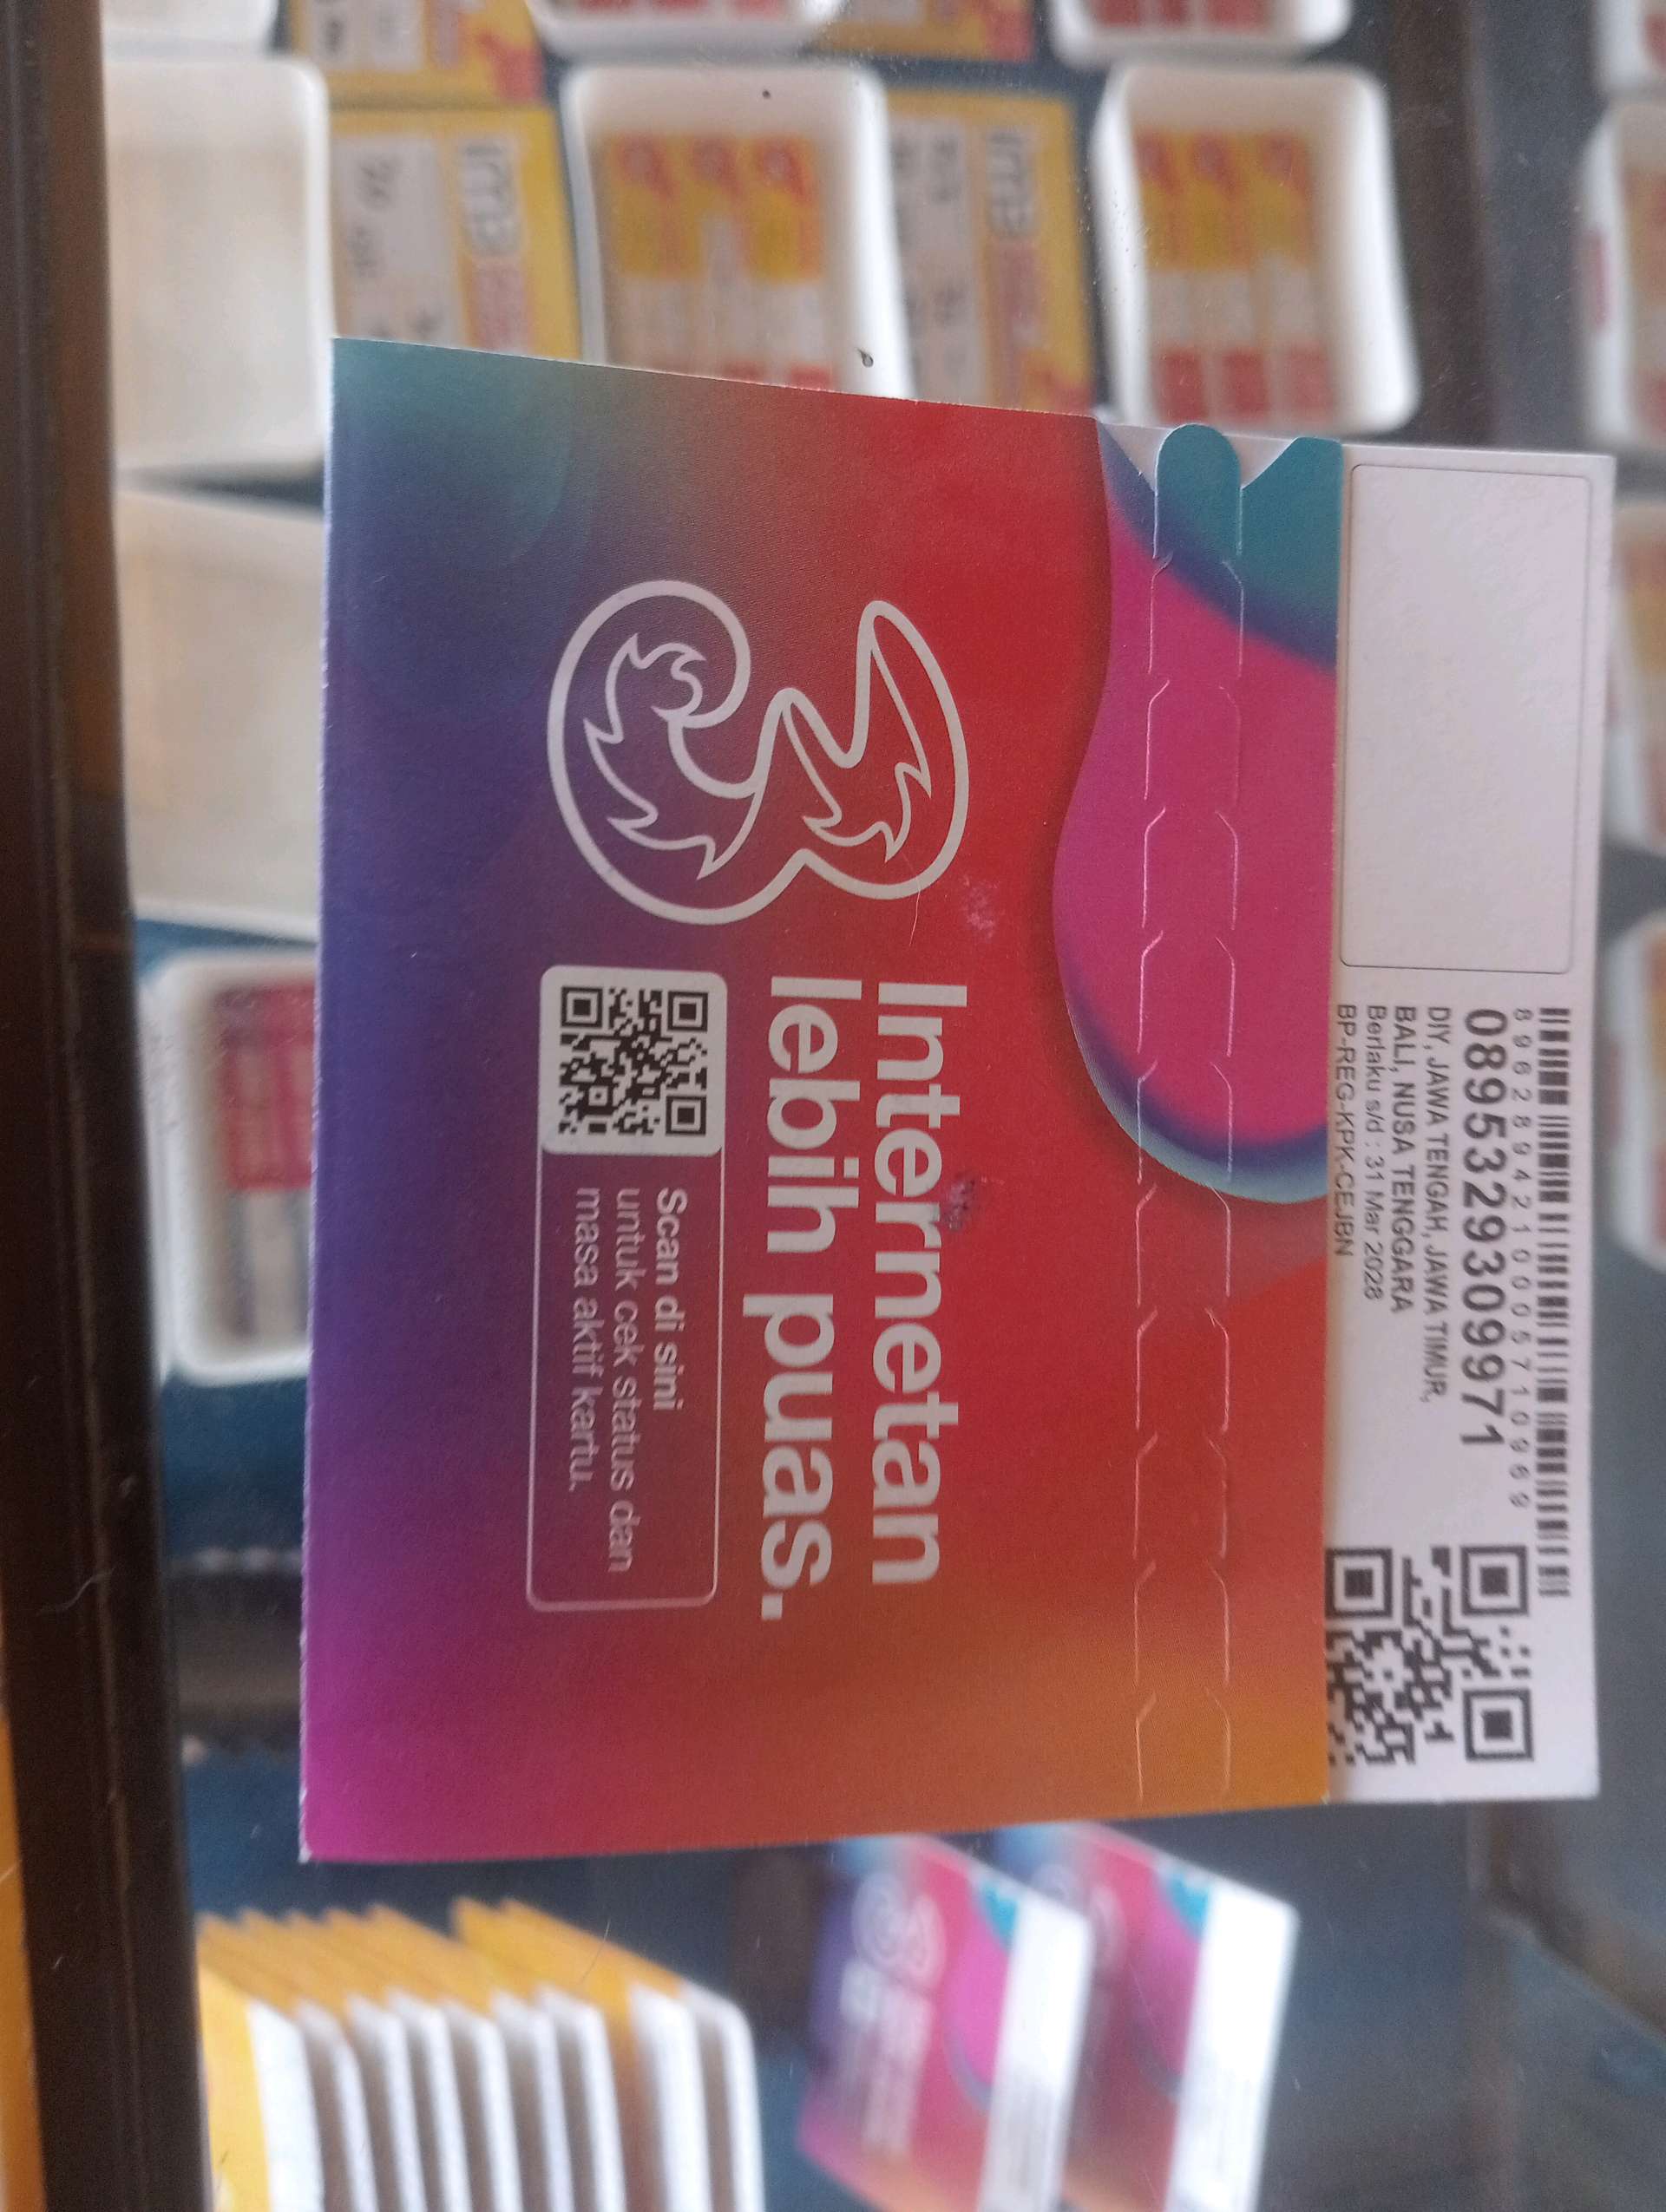 8962894210005710969
0895329309971
DIY, JAWA TENGAH, JAWA TIMUR,
BALI, NUSA TENGGARA
Berlaku s/d : 31 Mar 2028
BP-REG-KPK-CEJBN
Internetan
lebih puas.
Scan di sini
untuk cek status dan
masa aktif kartu.